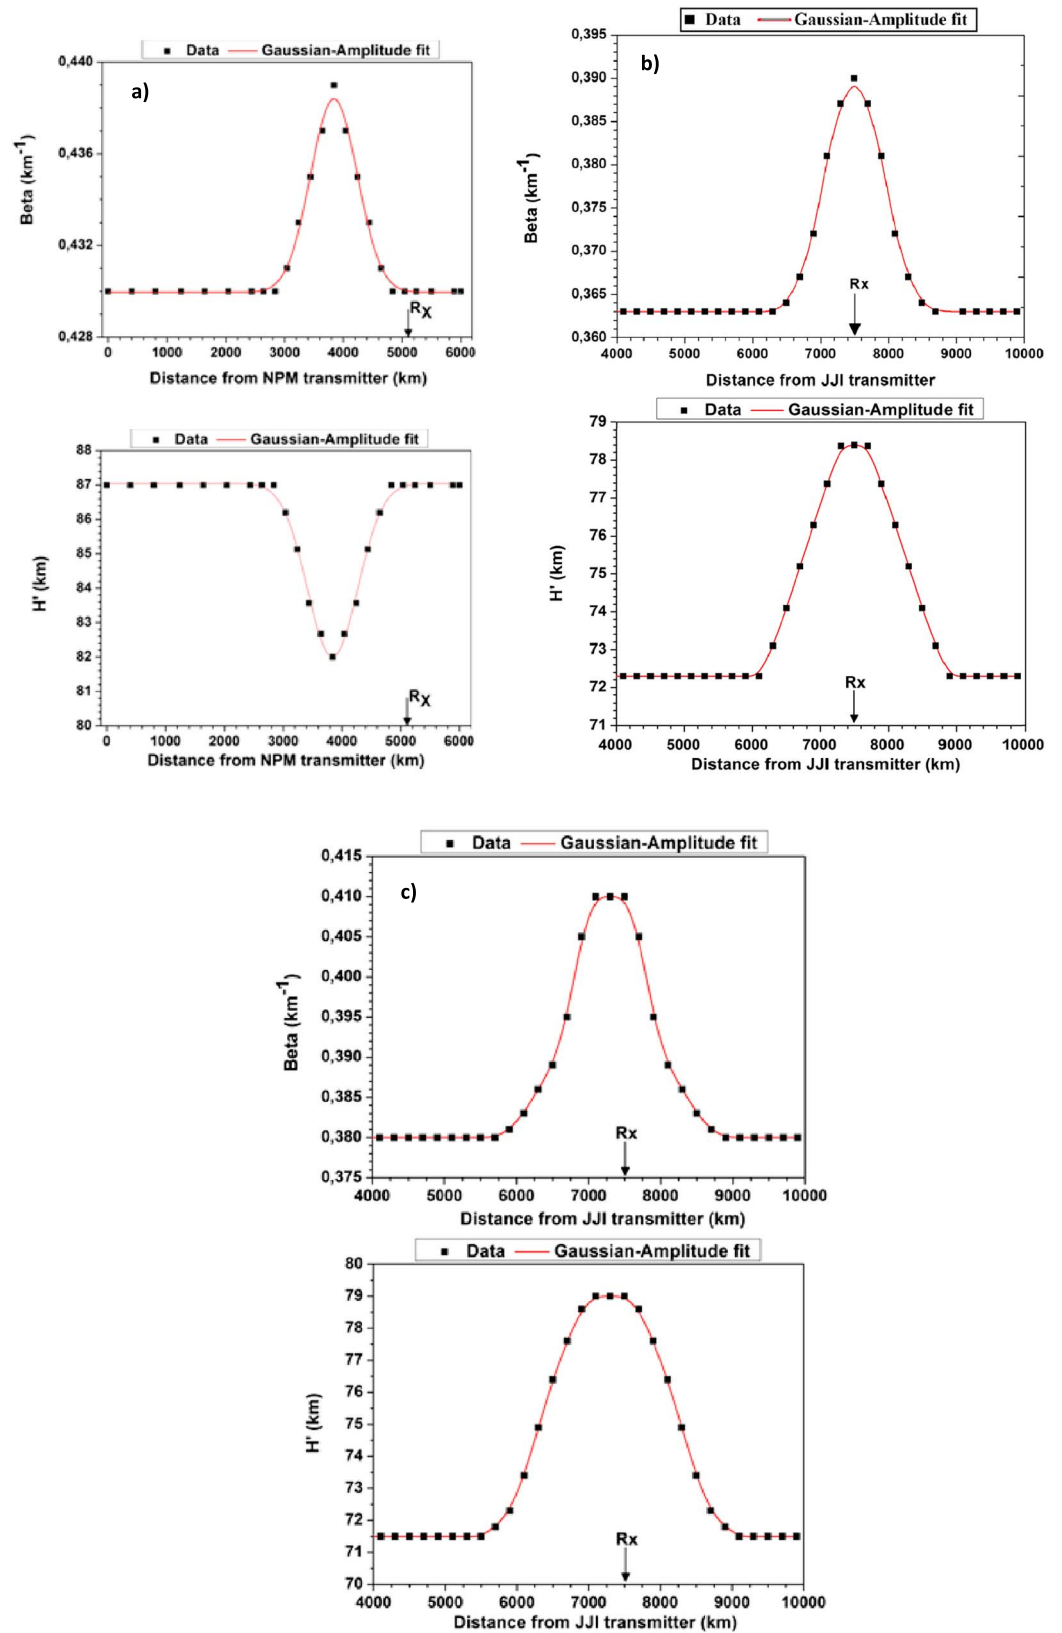 Data Gaussian-Amplitude fit
a)
0,440
0,436
0,432
0,428
Beta (km-1)
RX
0 1000 2000 3000 4000 5000 6000
Distance from NPM transmitter (km)
Data Gaussian-Amplitude fit
88
87
86
85
84
83
82
81
80
H' (km)
RX
0 1000 2000 3000 4000 5000 6000
Distance from NPM transmitter (km)
Data Gaussian-Amplitude fit
b)
0,395
0,390
0,385
0,380
0,375
0,370
0,365
0,360
Beta (km-1)
Rx
4000 5000 6000 7000 8000 9000 10000
Distance from JJI transmitter
Data Gaussian-Amplitude fit
79
78
77
76
75
74
73
72
71
H' (km)
Rx
4000 5000 6000 7000 8000 9000 10000
Distance from JJI transmitter (km)
Data Gaussian-Amplitude fit
c)
0,415
0,410
0,405
0,400
0,395
0,390
0,385
0,380
0,375
Beta (km-1)
Rx
4000 5000 6000 7000 8000 9000 10000
Distance from JJI transmitter (km)
Data Gaussian-Amplitude fit
80
79
78
77
76
75
74
73
72
71
70
H' (km)
Rx
4000 5000 6000 7000 8000 9000 10000
Distance from JJI transmitter (km)